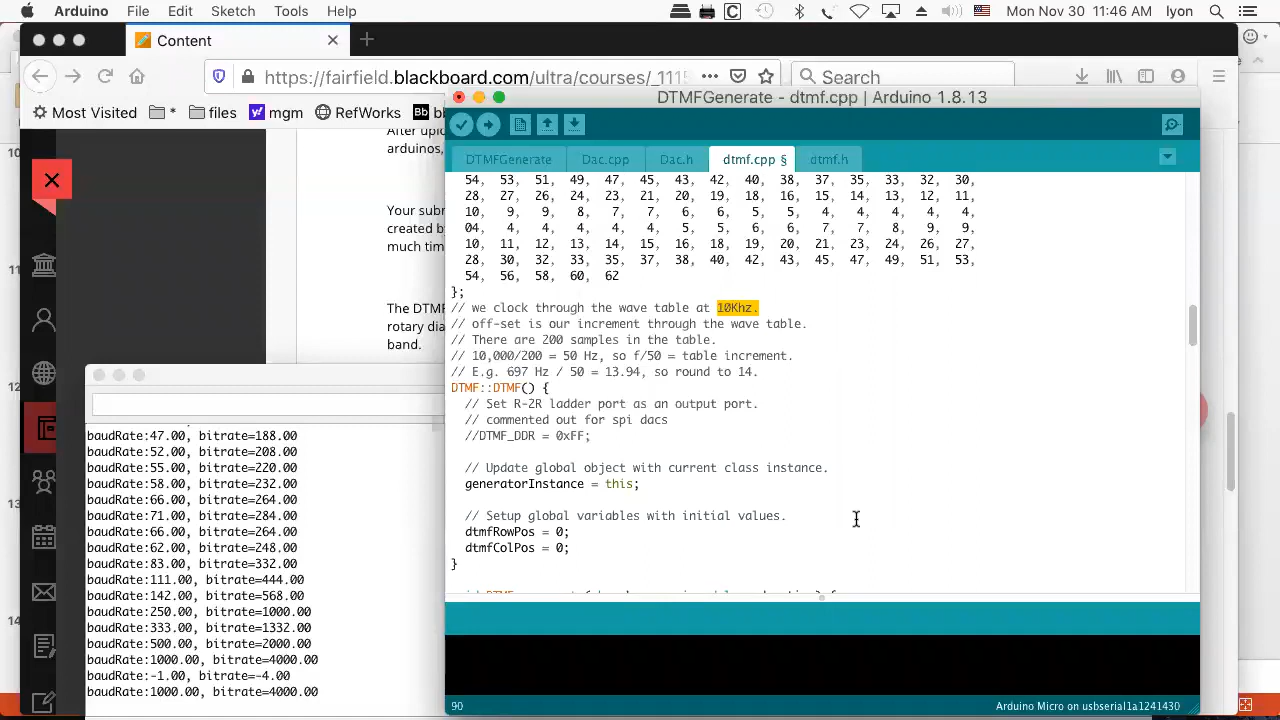 Arduino File Edit Sketch Tools Help Mon Nov 30 11:46 AM lyon
Content
https://fairfield.blackboard.com/ultra/courses/_111 Search
Most Visited * files mgm RefWorks Bb
After uplo
arduinos,
Your subm
created by
much time
The DTMF
rotary dia
band.
10
11
12
13
14
baudRate:47.00, bitrate=188.00
baudRate:52.00, bitrate=208.00
baudRate:55.00, bitrate=220.00
baudRate:58.00, bitrate=232.00
baudRate:66.00, bitrate=264.00
baudRate:71.00, bitrate=284.00
baudRate:66.00, bitrate=264.00
baudRate:62.00, bitrate=248.00
baudRate:83.00, bitrate=332.00
baudRate:111.00, bitrate=444.00
baudRate:142.00, bitrate=568.00
baudRate:250.00, bitrate=1000.00
baudRate:333.00, bitrate=1332.00
baudRate:500.00, bitrate=2000.00
baudRate:1000.00, bitrate=4000.00
baudRate:-1.00, bitrate=-4.00
baudRate:1000.00, bitrate=4000.00
DTMFGenerate - dtmf.cpp | Arduino 1.8.13
DTMFGenerate Dac.cpp Dac.h dtmf.cpp § dtmf.h
54, 53, 51, 49, 47, 45, 43, 42, 40, 38, 37, 35, 33, 32, 30,
28, 27, 26, 24, 23, 21, 20, 19, 18, 16, 15, 14, 13, 12, 11,
10, 9, 9, 8, 7, 7, 6, 6, 5, 5, 4, 4, 4, 4, 4,
04, 4, 4, 4, 4, 4, 5, 5, 6, 6, 7, 7, 8, 9, 9,
10, 11, 12, 13, 14, 15, 16, 18, 19, 20, 21, 23, 24, 26, 27,
28, 30, 32, 33, 35, 37, 38, 40, 42, 43, 45, 47, 49, 51, 53,
54, 56, 58, 60, 62
};
// we clock through the wave table at 10Khz.
// off-set is our increment through the wave table.
// There are 200 samples in the table.
// 10,000/200 = 50 Hz, so f/50 = table increment.
// E.g. 697 Hz / 50 = 13.94, so round to 14.
DTMF::DTMF() {
// Set R-2R ladder port as an output port.
// commented out for spi dacs
//DTMF_DDR = 0xFF;
// Update global object with current class instance.
generatorInstance = this;
// Setup global variables with initial values.
dtmfRowPos = 0;
dtmfColPos = 0;
}
90 Arduino Micro on usbserial1a1241430